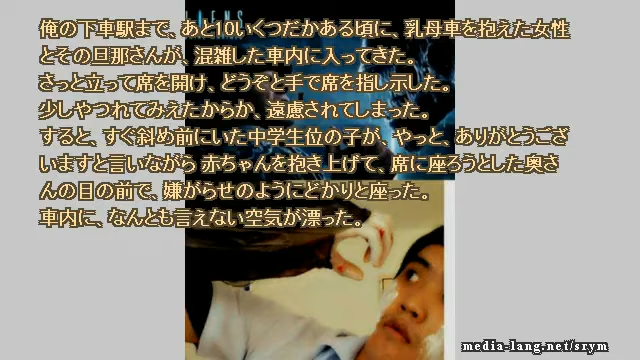 ALIENS
俺の下車駅まで、あと10いくつだかある頃に、乳母車を抱えた女性
とその旦那さんが、混雑した車内に入ってきた。
さっと立って席を開け、どうぞと手で席を指し示した。
少しやつれてみえたからか、遠慮されてしまった。
すると、すぐ斜め前にいた中学生位の子が、やっと、ありがとうござ
いますと言いながら 赤ちゃんを抱き上げて、席に座ろうとした奥さ
んの目の前で、嫌がらせのようにどかりと座った。
車内に、なんとも言えない空気が漂った。
media-lang.net/srym